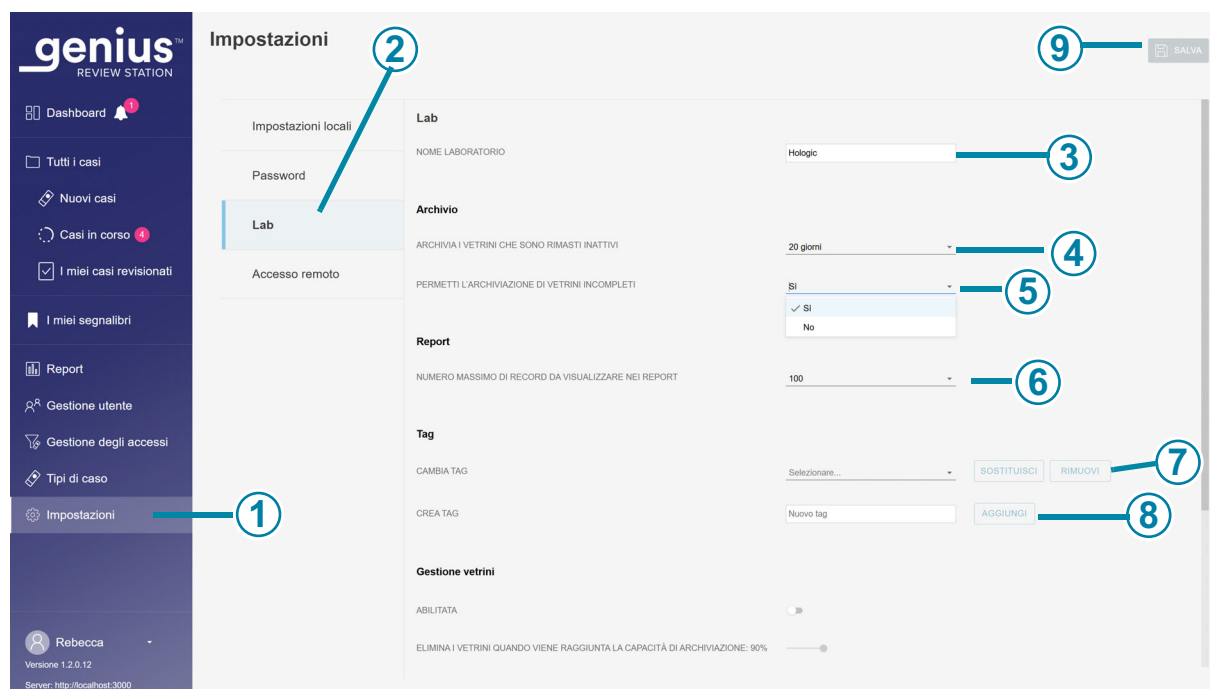 genius™
REVIEW STATION
Dashboard 1
Tutti i casi
Nuovi casi
Casi in corso 4
I miei casi revisionati
I miei segnalibri
Report
Gestione utente
Gestione degli accessi
Tipi di caso
Impostazioni
1
Rebecca
Versione 1.2.0.12
Server: http://localhost:3000
Impostazioni
2
9
SALVA
Impostazioni locali
Password
Lab
Accesso remoto
Lab
NOME LABORATORIO Hologic 3
Archivio
ARCHIVIA I VETRINI CHE SONO RIMASTI INATTIVI 20 giorni 4
PERMETTI L'ARCHIVIAZIONE DI VETRINI INCOMPLETI Sì 5
Sì
No
Report
NUMERO MASSIMO DI RECORD DA VISUALIZZARE NEI REPORT 100 6
Tag
CAMBIA TAG Selezionare... SOSTITUISCI RIMUOVI 7
CREA TAG Nuovo tag AGGIUNGI 8
Gestione vetrini
ABILITATA
ELIMINA I VETRINI QUANDO VIENE RAGGIUNTA LA CAPACITÀ DI ARCHIVIAZIONE: 90%